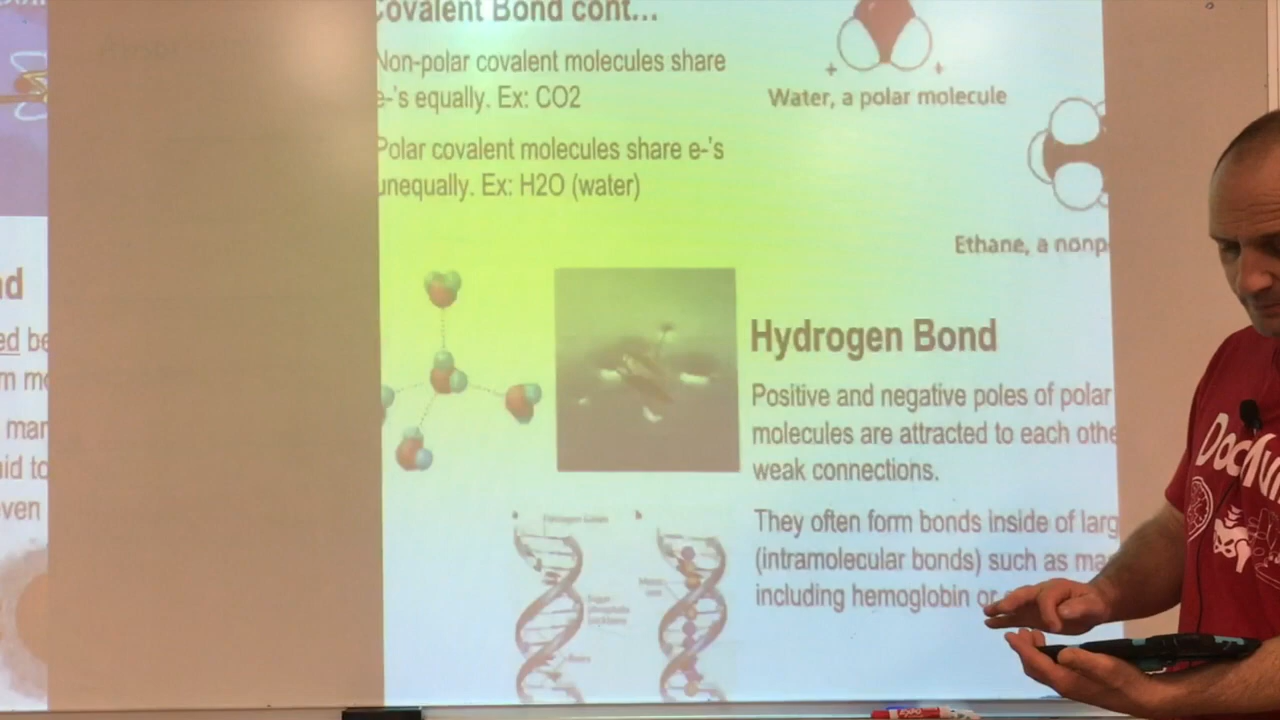 Covalent Bond cont...
Non-polar covalent molecules share
e-'s equally. Ex: CO2
Polar covalent molecules share e-'s
unequally. Ex: H2O (water)
+ +
Water, a polar molecule
Ethane, a nonp
Hydrogen Bond
Positive and negative poles of polar
molecules are attracted to each othe
weak connections.
They often form bonds inside of larg
(intramolecular bonds) such as ma
including hemoglobin or
a
b
nd
ed be
m mo
mar
id to
ven